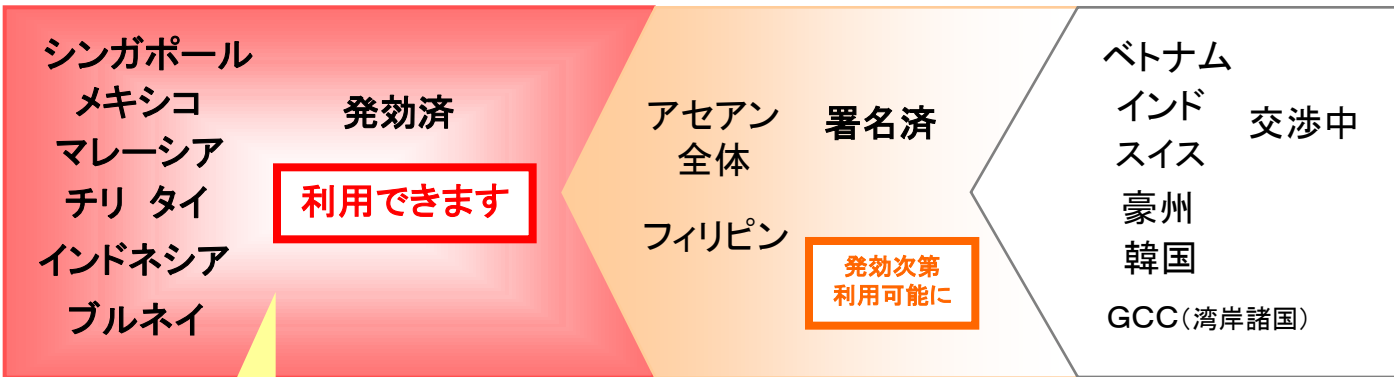 シンガポール
メキシコ
マレーシア
チリ タイ
インドネシア
ブルネイ
発効済
利用できます
アセアン
全体
フィリピン
署名済
発効次第
利用可能に
ベトナム
インド
スイス
豪州
韓国
GCC(湾岸諸国)
交渉中